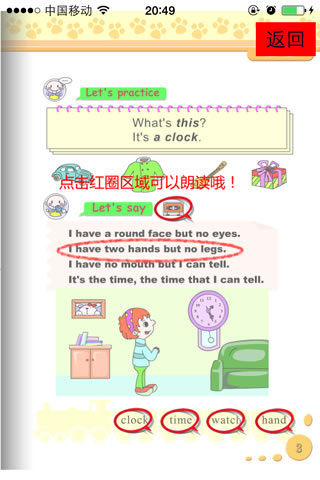 中国移动
20:49
返回
Let's practice
What's this?
It's a clock.
点击红圈区域可以朗读哦！
Let's say
I have a round face but no eyes.
I have two hands but no legs.
I have no mouth but I can tell.
It's the time, the time that I can tell.
clock time watch hand
3